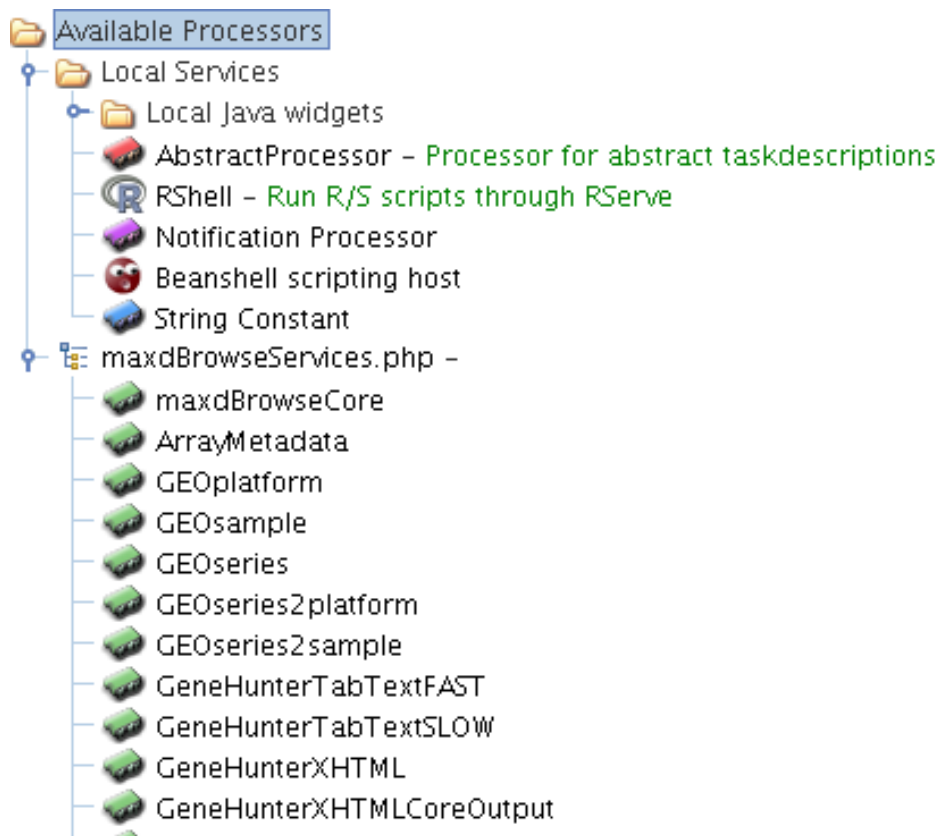 Available Processors
Local Services
Local Java widgets
AbstractProcessor – Processor for abstract taskdescriptions
RShell – Run R/S scripts through RServe
Notification Processor
Beanshell scripting host
String Constant
maxdBrowseServices.php –
maxdBrowseCore
ArrayMetadata
GEOplatform
GEOsample
GEOseries
GEOseries2platform
GEOseries2sample
GeneHunterTabTextFAST
GeneHunterTabTextSLOW
GeneHunterXHTML
GeneHunterXHTMLCoreOutput